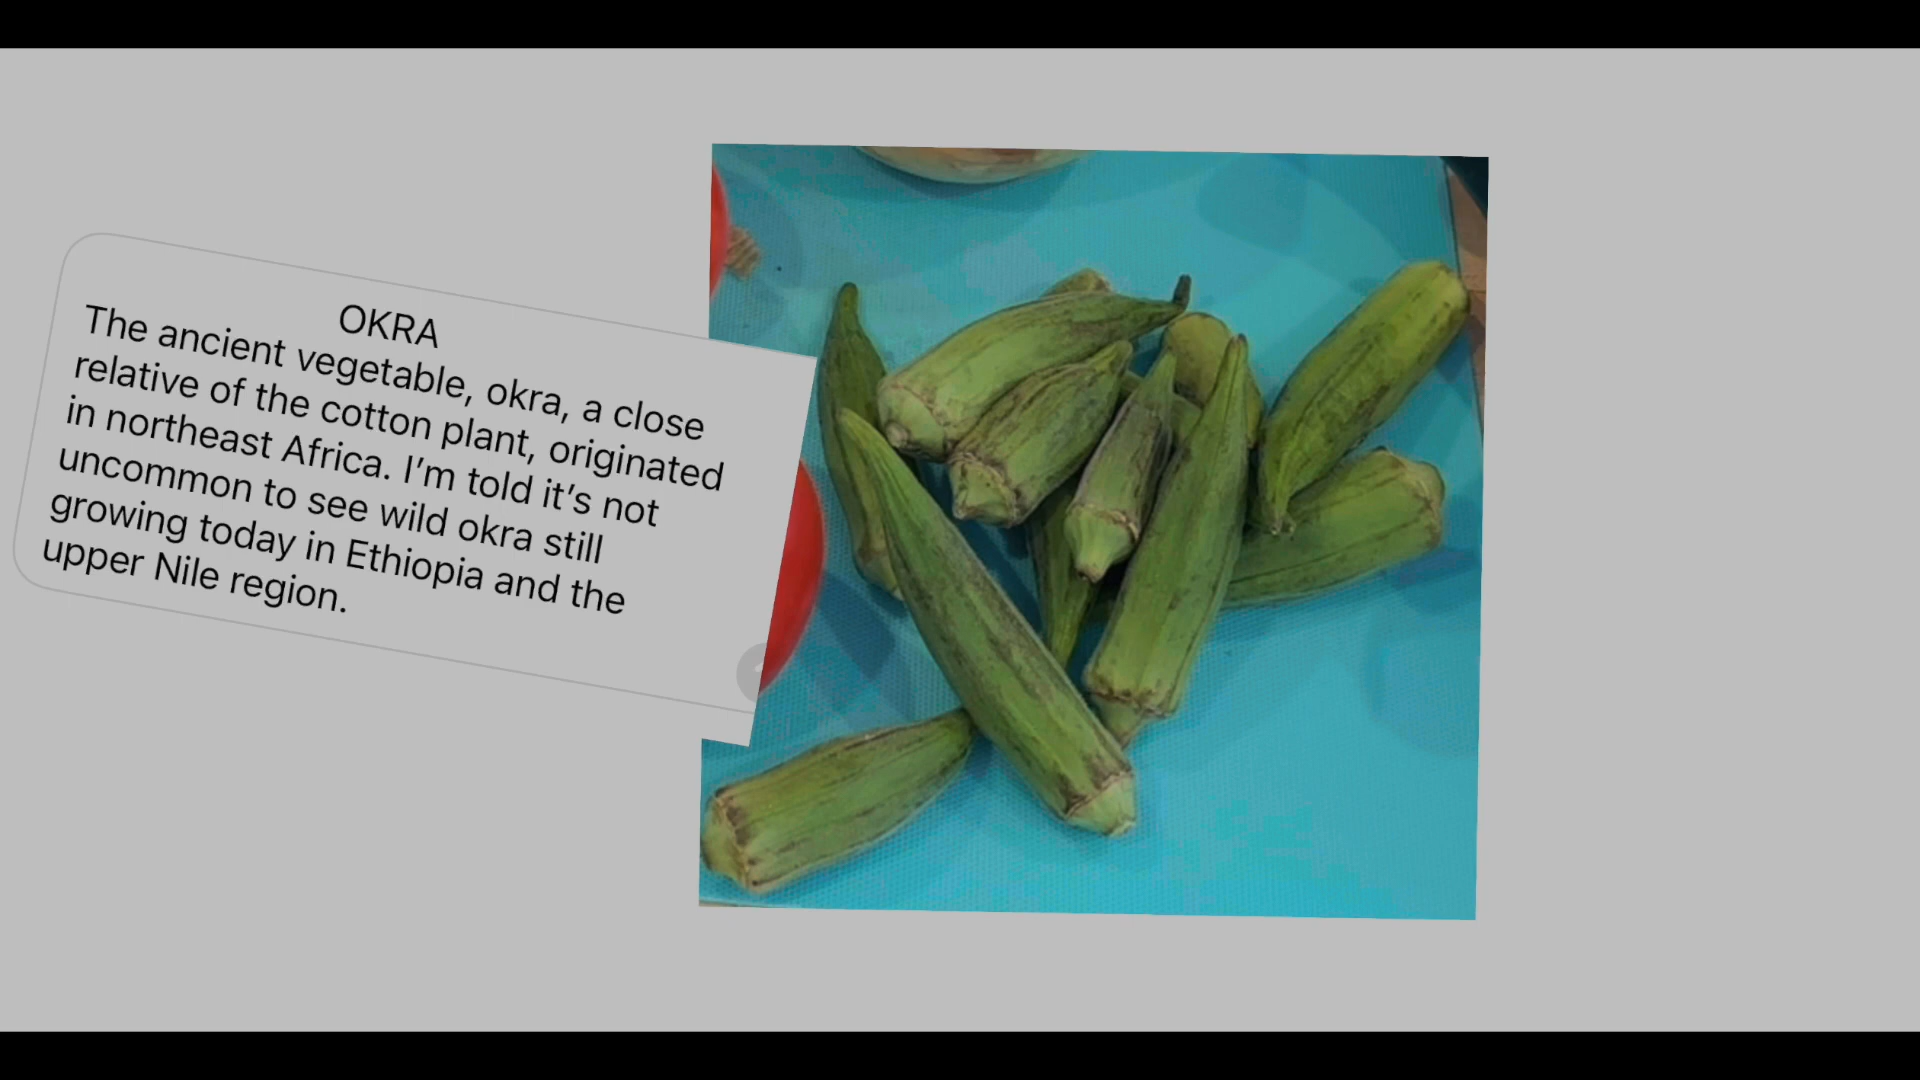 OKRA
The ancient vegetable, okra, a close
relative of the cotton plant, originated
in northeast Africa. I’m told it’s not
uncommon to see wild okra still
growing today in Ethiopia and the
upper Nile region.